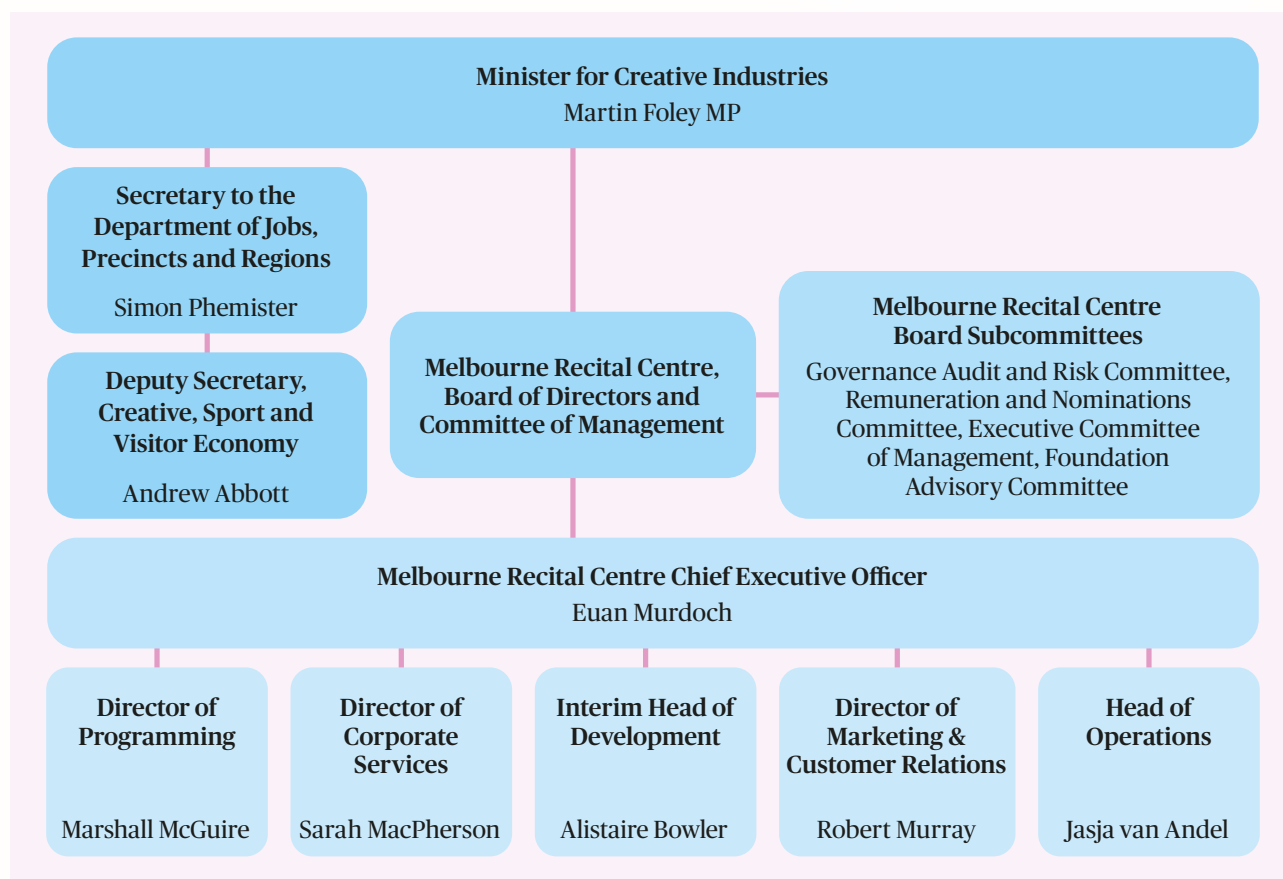 Minister for Creative Industries
Martin Foley MP
Secretary to the
Department of Jobs,
Precincts and Regions
Simon Phemister
Deputy Secretary,
Creative, Sport and
Visitor Economy
Andrew Abbott
Melbourne Recital Centre,
Board of Directors and
Committee of Management
Melbourne Recital Centre
Board Subcommittees
Governance Audit and Risk Committee,
Remuneration and Nominations
Committee, Executive Committee
of Management, Foundation
Advisory Committee
Melbourne Recital Centre Chief Executive Officer
Euan Murdoch
Director of
Programming
Marshall McGuire
Director of
Corporate
Services
Sarah MacPherson
Interim Head of
Development
Alistaire Bowler
Director of
Marketing &
Customer Relations
Robert Murray
Head of
Operations
Jasja van Andel